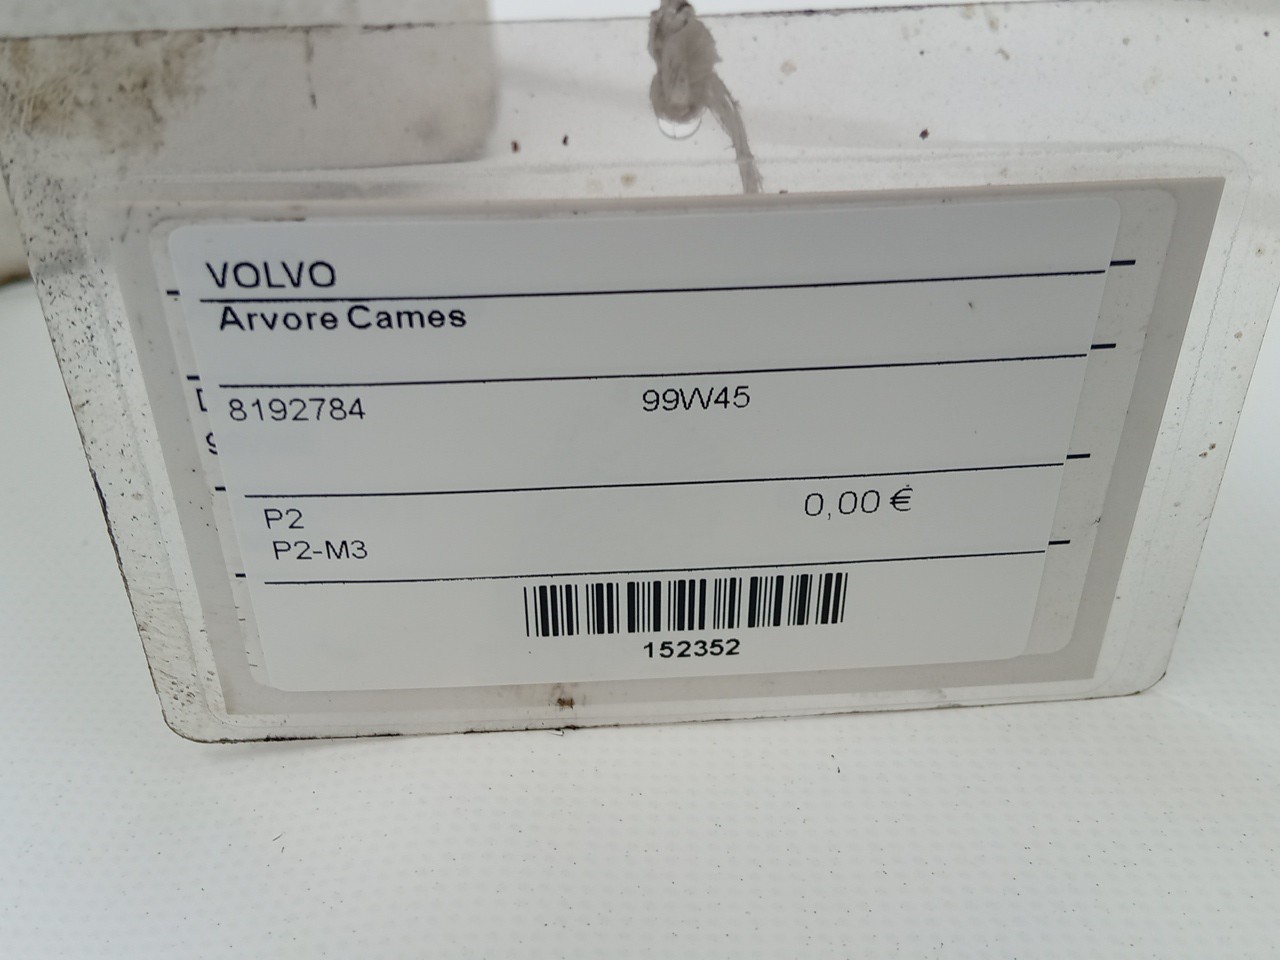 VOLVO
Arvore Cames
8192784 99W45
P2 0,00 €
P2-M3
152352